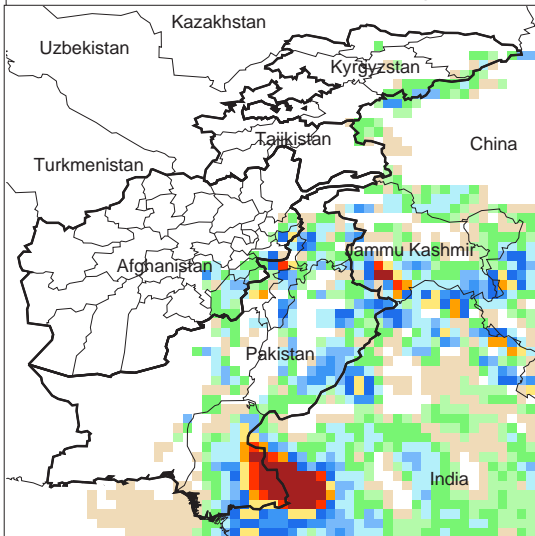 Kazakhstan
Uzbekistan
Kyrgyzstan
Tajikistan
China
Turkmenistan
Jammu Kashmir
Afghanistan
Pakistan
India